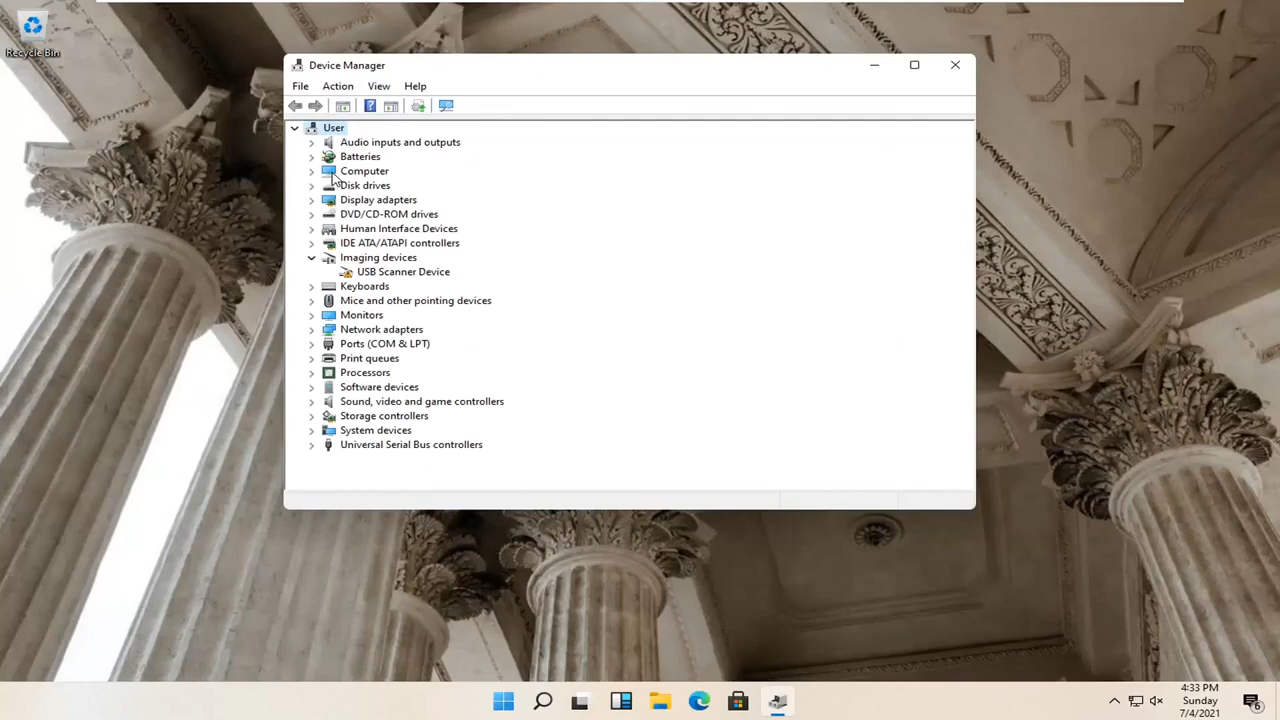 Recycle Bin
Device Manager
File Action View Help
User
Audio inputs and outputs
Batteries
Computer
Disk drives
Display adapters
DVD/CD-ROM drives
Human Interface Devices
IDE ATA/ATAPI controllers
Imaging devices
USB Scanner Device
Keyboards
Mice and other pointing devices
Monitors
Network adapters
Ports (COM & LPT)
Print queues
Processors
Software devices
Sound, video and game controllers
Storage controllers
System devices
Universal Serial Bus controllers
4:33 PM
Sunday
7/4/2021
6